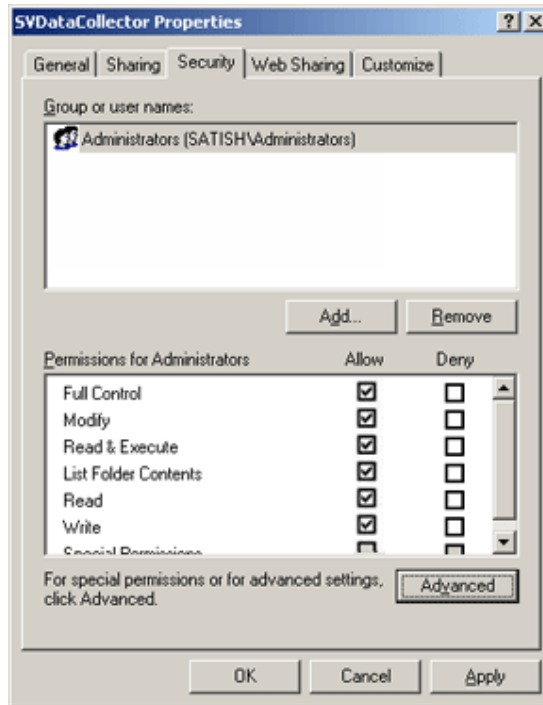 SVDataCollector Properties
General Sharing Security Web Sharing Customize
Group or user names:
Administrators (SATISH\Administrators)
Add... Remove
Permissions for Administrators Allow Deny
Full Control
Modify
Read & Execute
List Folder Contents
Read
Write
Special Permissions
For special permissions or for advanced settings, click Advanced.
Advanced
OK Cancel Apply